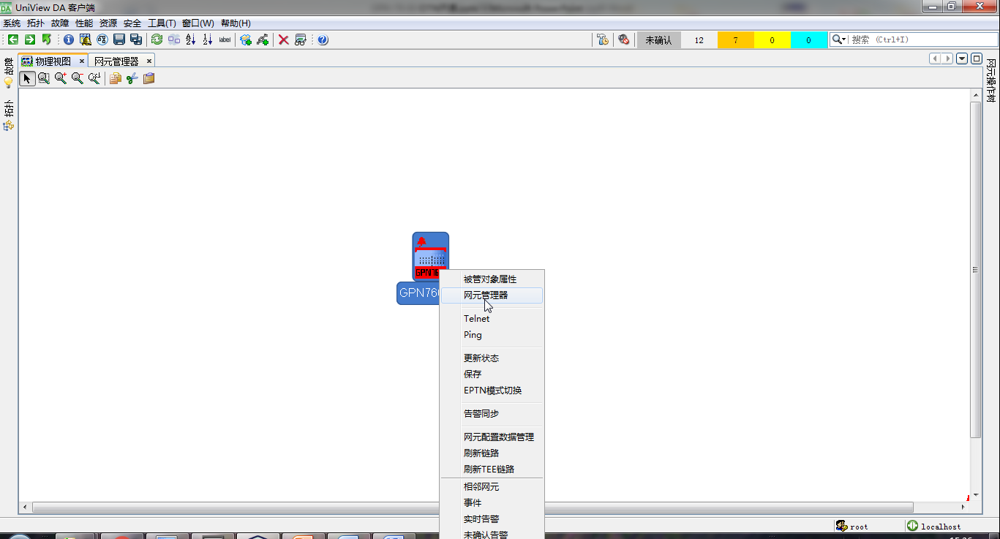 DA UniView DA 客户端
系统 拓扑 故障 性能 资源 安全 工具(T) 窗口(W) 帮助(H)
label
未确认 12 7 0 0 搜索 (Ctrl+I)
物理视图 × 网元管理器 ×
拓扑
网元操作树
GPN76
GPN76
被管对象属性
网元管理器
Telnet
Ping
更新状态
保存
EPTN模式切换
告警同步
网元配置数据管理
刷新链路
刷新TEE链路
相邻网元
事件
实时告警
未确认告警
root localhost